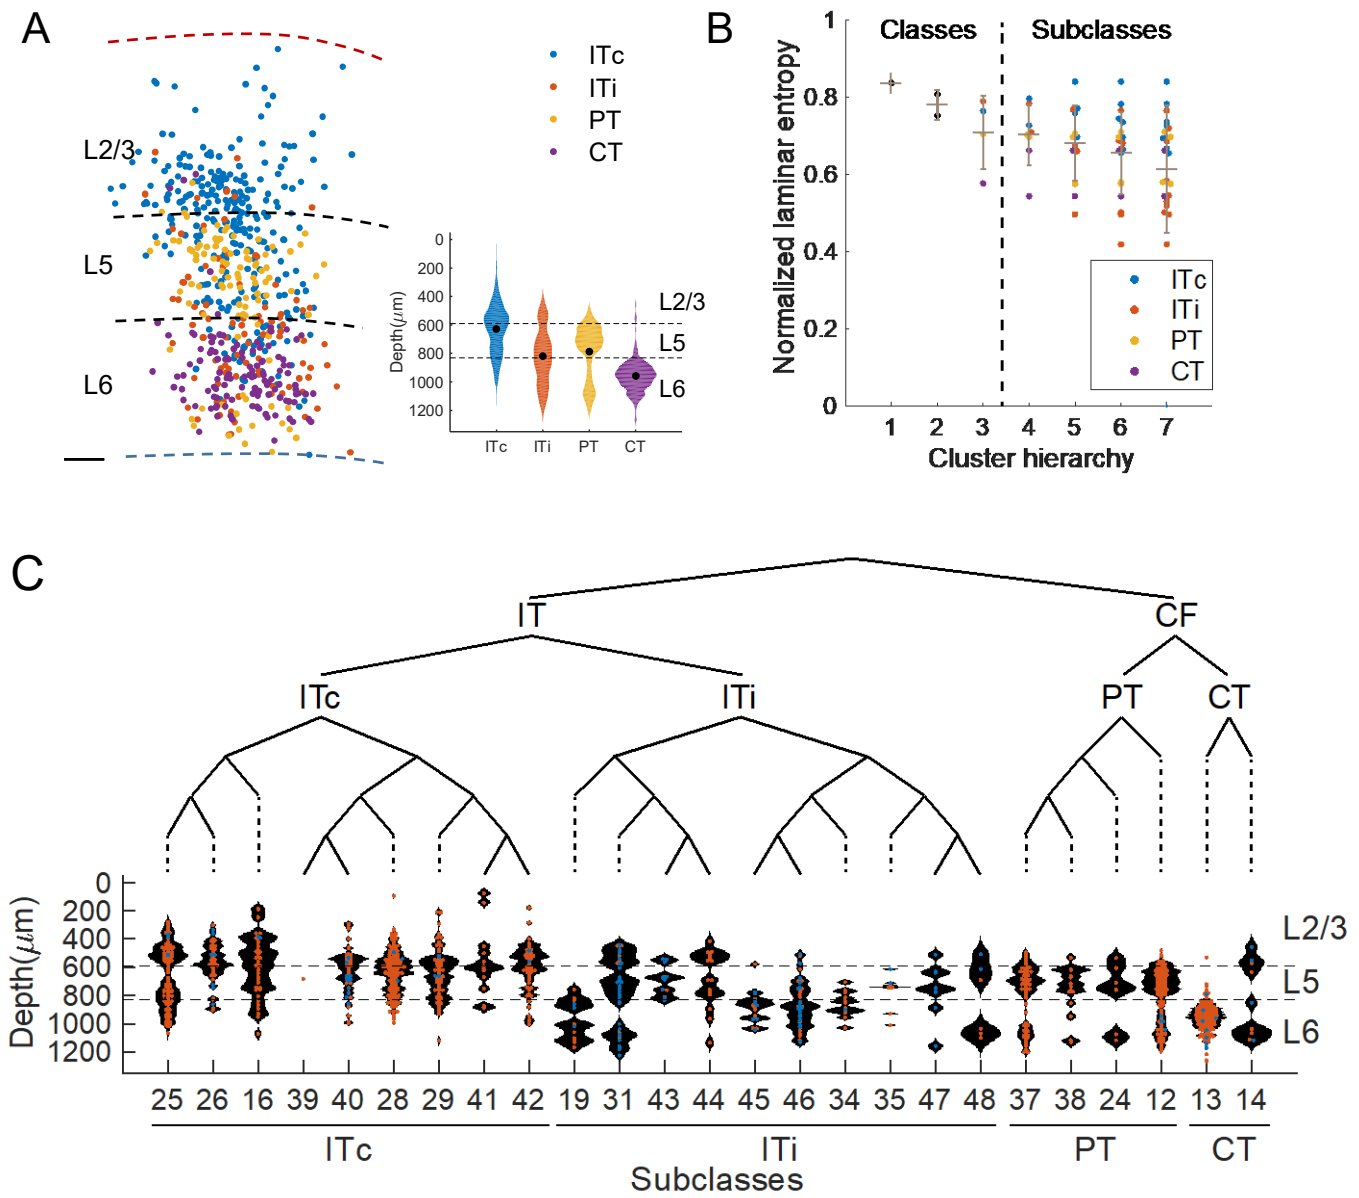 A
ITc
ITi
PT
CT
L2/3
L5
L6
0
200
400
600
800
1000
1200
Depth(μm)
L2/3
L5
L6
ITc ITi PT CT
B
Classes Subclasses
Normalized laminar entropy
1
0.8
0.6
0.4
0.2
0
ITc
ITi
PT
CT
1 2 3 4 5 6 7
Cluster hierarchy
C
IT CF
ITc ITi PT CT
Depth(μm)
0
200
400
600
800
1000
1200
L2/3
L5
L6
25 26 16 39 40 28 29 41 42 19 31 43 44 45 46 34 35 47 48 37 38 24 12 13 14
ITc ITi PT CT
Subclasses